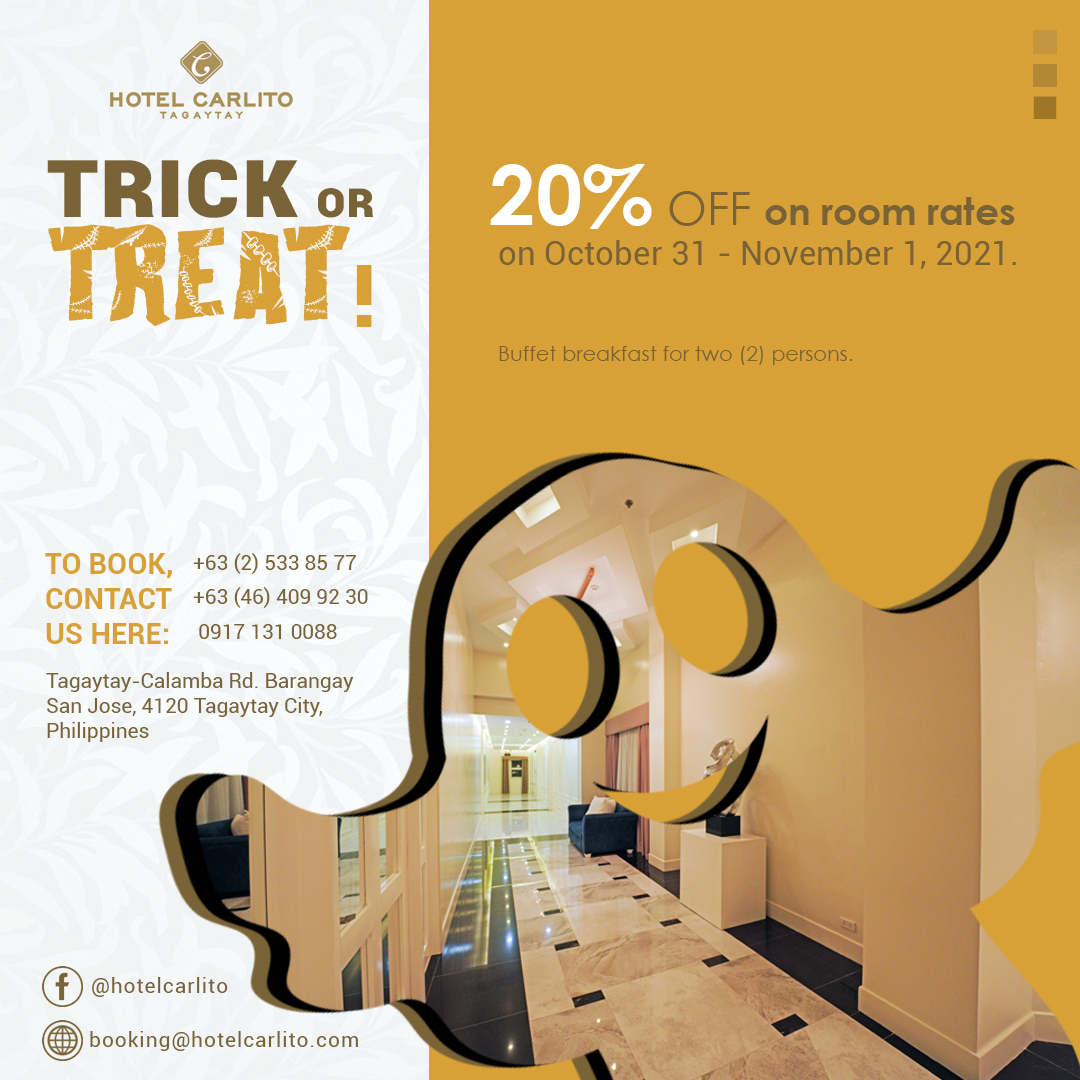 HOTEL CARLITO
TAGAYTAY
TRICK OR
TREAT!
20% OFF on room rates
on October 31 - November 1, 2021.
Buffet breakfast for two (2) persons.
TO BOOK,
CONTACT
US HERE:
+63 (2) 533 85 77
+63 (46) 409 92 30
0917 131 0088
Tagaytay-Calamba Rd. Barangay
San Jose, 4120 Tagaytay City,
Philippines
@hotelcarlito
booking@hotelcarlito.com